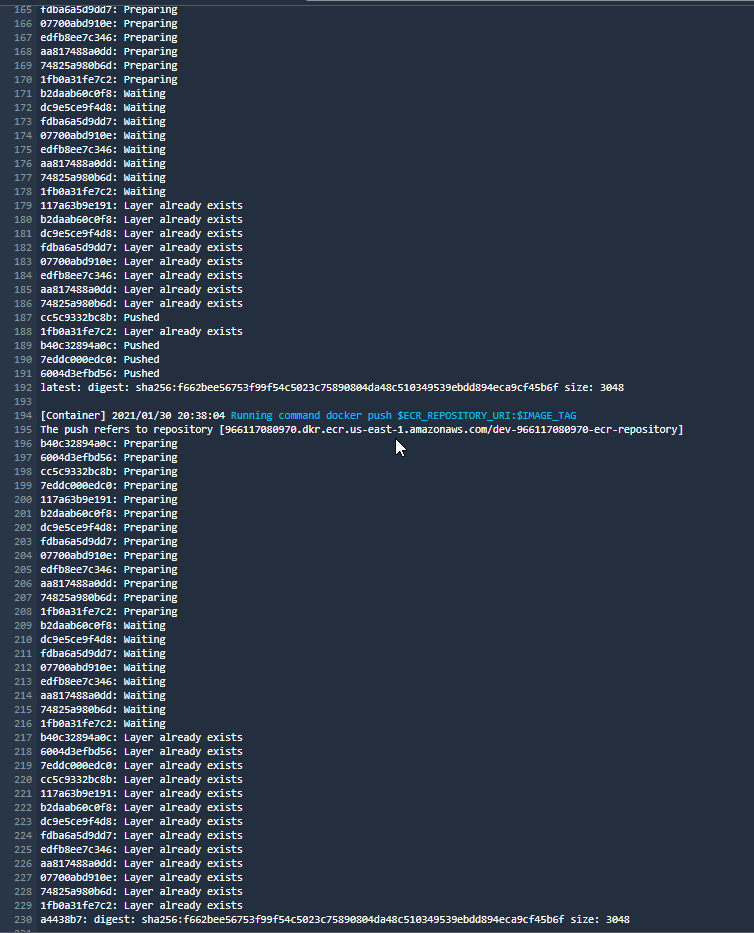 165 fdba6a5d9dd7: Preparing
166 07700abd910e: Preparing
167 edfb8ee7c346: Preparing
168 aa817488a0dd: Preparing
169 74825a980b6d: Preparing
170 1fb0a31fe7c2: Preparing
171 b2daab60c0f8: Waiting
172 dc9e5ce9f4d8: Waiting
173 fdba6a5d9dd7: Waiting
174 07700abd910e: Waiting
175 edfb8ee7c346: Waiting
176 aa817488a0dd: Waiting
177 74825a980b6d: Waiting
178 1fb0a31fe7c2: Waiting
179 117a63b9e191: Layer already exists
180 b2daab60c0f8: Layer already exists
181 dc9e5ce9f4d8: Layer already exists
182 fdba6a5d9dd7: Layer already exists
183 07700abd910e: Layer already exists
184 edfb8ee7c346: Layer already exists
185 aa817488a0dd: Layer already exists
186 74825a980b6d: Layer already exists
187 cc5c9332bc8b: Pushed
188 1fb0a31fe7c2: Layer already exists
189 b40c32894a0c: Pushed
190 7eddc000edc0: Pushed
191 6004d3efbd56: Pushed
192 latest: digest: sha256:f662bee56753f99f54c5023c75890804da48c510349539ebdd894eca9cf45b6f size: 3048
193
194 [Container] 2021/01/30 20:38:04 Running command docker push $ECR_REPOSITORY_URI:$IMAGE_TAG
195 The push refers to repository [966117080970.dkr.ecr.us-east-1.amazonaws.com/dev-966117080970-ecr-repository]
196 b40c32894a0c: Preparing
197 6004d3efbd56: Preparing
198 cc5c9332bc8b: Preparing
199 7eddc000edc0: Preparing
200 117a63b9e191: Preparing
201 b2daab60c0f8: Preparing
202 dc9e5ce9f4d8: Preparing
203 fdba6a5d9dd7: Preparing
204 07700abd910e: Preparing
205 edfb8ee7c346: Preparing
206 aa817488a0dd: Preparing
207 74825a980b6d: Preparing
208 1fb0a31fe7c2: Preparing
209 b2daab60c0f8: Waiting
210 dc9e5ce9f4d8: Waiting
211 fdba6a5d9dd7: Waiting
212 07700abd910e: Waiting
213 edfb8ee7c346: Waiting
214 aa817488a0dd: Waiting
215 74825a980b6d: Waiting
216 1fb0a31fe7c2: Waiting
217 b40c32894a0c: Layer already exists
218 6004d3efbd56: Layer already exists
219 7eddc000edc0: Layer already exists
220 cc5c9332bc8b: Layer already exists
221 117a63b9e191: Layer already exists
222 b2daab60c0f8: Layer already exists
223 dc9e5ce9f4d8: Layer already exists
224 fdba6a5d9dd7: Layer already exists
225 edfb8ee7c346: Layer already exists
226 aa817488a0dd: Layer already exists
227 07700abd910e: Layer already exists
228 74825a980b6d: Layer already exists
229 1fb0a31fe7c2: Layer already exists
230 a4438b7: digest: sha256:f662bee56753f99f54c5023c75890804da48c510349539ebdd894eca9cf45b6f size: 3048